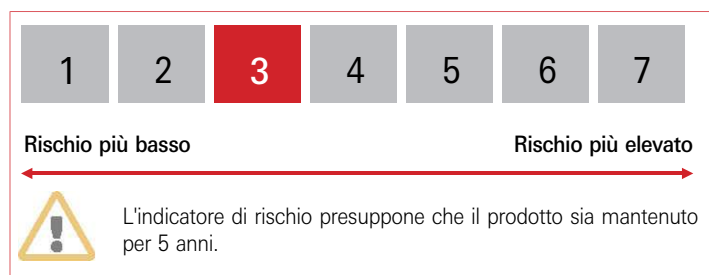 1 2 3 4 5 6 7
Rischio più basso Rischio più elevato
L'indicatore di rischio presuppone che il prodotto sia mantenuto
per 5 anni.